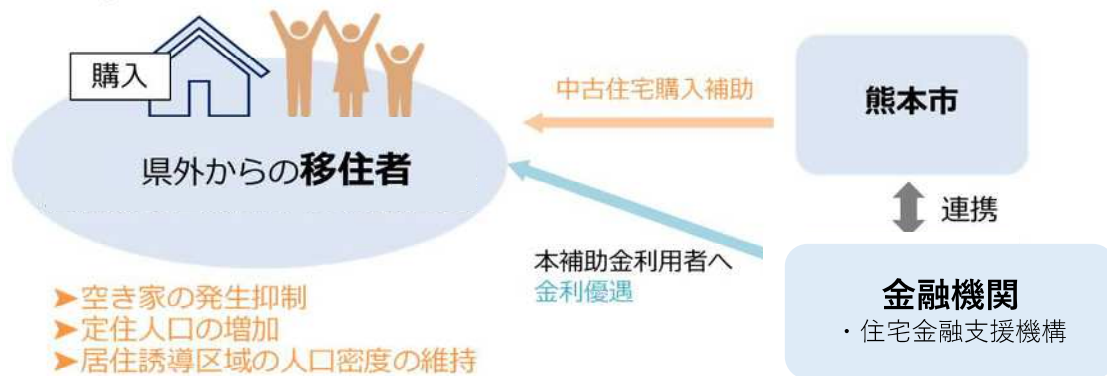 購入
県外からの移住者
中古住宅購入補助
熊本市
連携
本補助金利用者へ
金利優遇
金融機関
・住宅金融支援機構
➤空き家の発生抑制
➤定住人口の増加
➤居住誘導区域の人口密度の維持